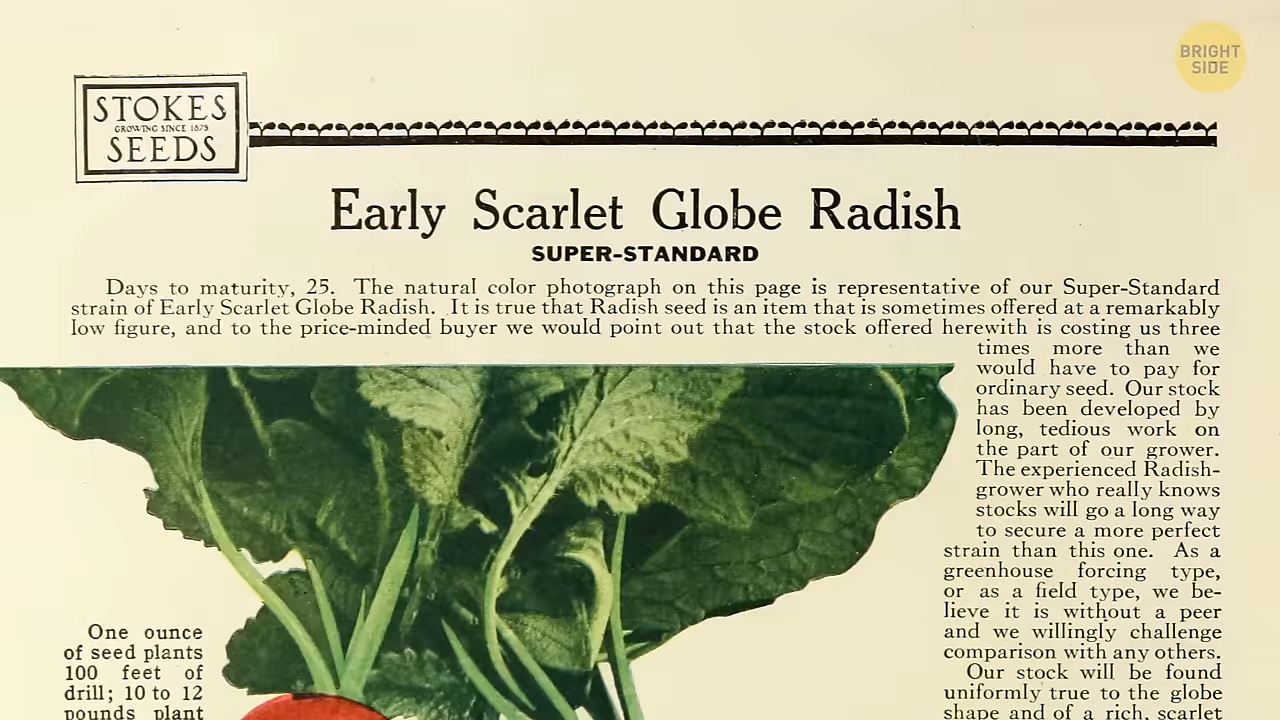 BRIGHT
SIDE
STOKES
GROWING SINCE 1879
SEEDS
Early Scarlet Globe Radish
SUPER-STANDARD
Days to maturity, 25. The natural color photograph on this page is representative of our Super-Standard
strain of Early Scarlet Globe Radish. It is true that Radish seed is an item that is sometimes offered at a remarkably
low figure, and to the price-minded buyer we would point out that the stock offered herewith is costing us three
times more than we
would have to pay for
ordinary seed. Our stock
has been developed by
long, tedious work on
the part of our grower.
The experienced Radish-
grower who really knows
stocks will go a long way
to secure a more perfect
strain than this one. As a
greenhouse forcing type,
or as a field type, we be-
lieve it is without a peer
and we willingly challenge
comparison with any others.
Our stock will be found
uniformly true to the globe
shape and of a rich, scarlet
One ounce
of seed plants
100 feet of
drill; 10 to 12
pounds plant